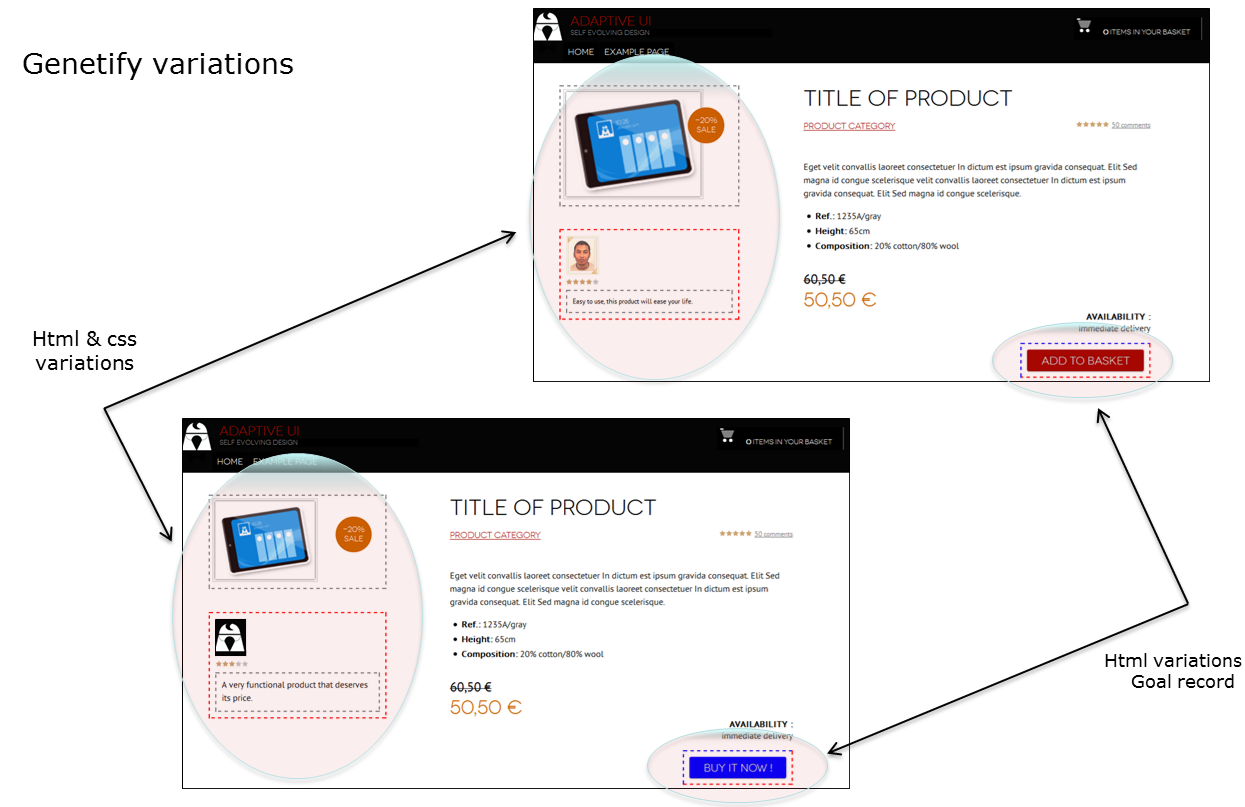 Genetify variations
ADAPTIVE UI
SELF EVOLVING DESIGN
0 ITEMS IN YOUR BASKET
HOME EXAMPLE PAGE
-20%
SALE
TITLE OF PRODUCT
PRODUCT CATEGORY
50 comments
Eget velit convallis laoreet consectetuer In dictum est ipsum gravida consequat. Elit Sed
magna id congue scelerisque velit convallis laoreet consectetuer In dictum est ipsum
gravida consequat. Elit Sed magna id congue scelerisque.
• Ref.: 1235A/gray
• Height: 65cm
• Composition: 20% cotton/80% wool
Easy to use, this product will ease your life.
60,50 €
50,50 €
AVAILABILITY :
immediate delivery
ADD TO BASKET
Html & css
variations
ADAPTIVE UI
SELF EVOLVING DESIGN
0 ITEMS IN YOUR BASKET
HOME EXAMPLE PAGE
-20%
SALE
TITLE OF PRODUCT
PRODUCT CATEGORY
50 comments
Eget velit convallis laoreet consectetuer In dictum est ipsum gravida consequat. Elit Sed
magna id congue scelerisque velit convallis laoreet consectetuer In dictum est ipsum
gravida consequat. Elit Sed magna id congue scelerisque.
• Ref.: 1235A/gray
• Height: 65cm
• Composition: 20% cotton/80% wool
A very functional product that deserves
its price.
60,50 €
50,50 €
AVAILABILITY :
immediate delivery
BUY IT NOW !
Html variations
Goal record